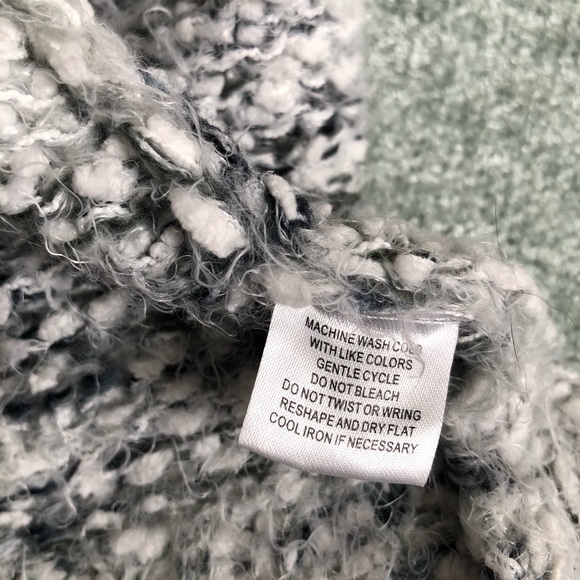 MACHINE WASH
WITH LIKE COLORS
GENTLE CYCLE
DO NOT BLEACH
DO NOT TWIST OR WRING
RESHAPE AND DRY FLAT
COOL IRON IF NECESSARY